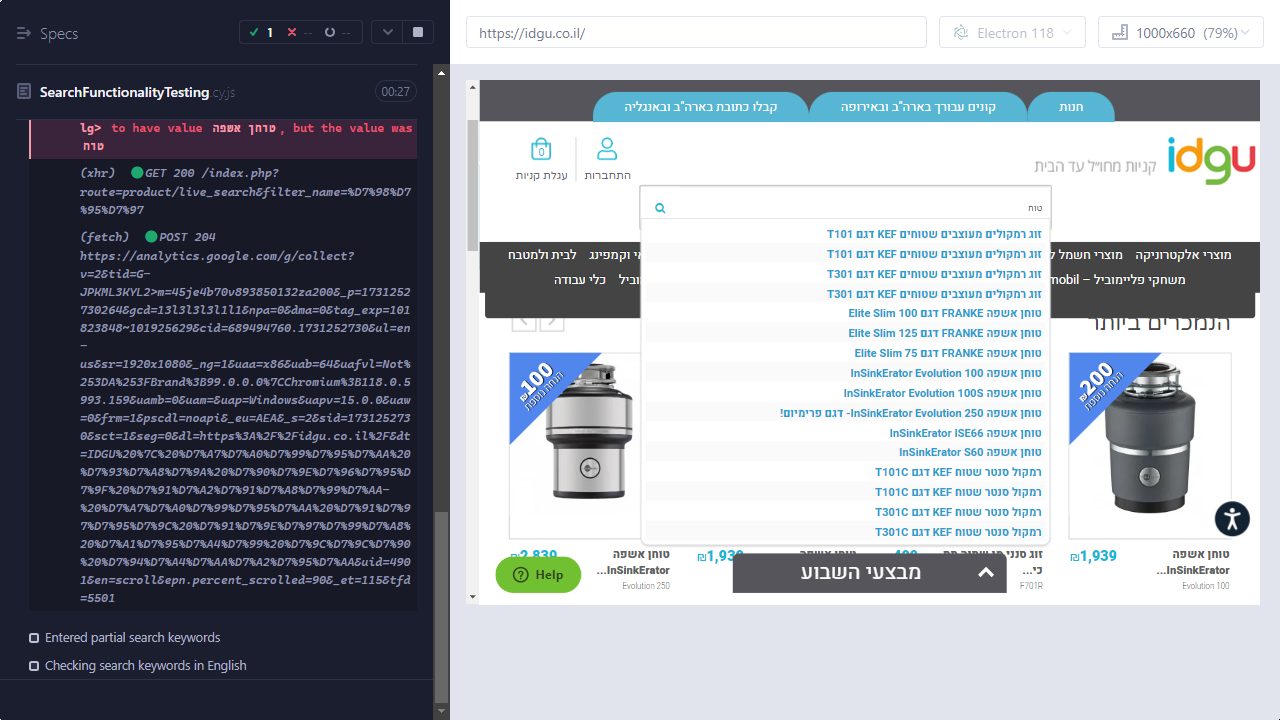 Specs
1
--
--
SearchFunctionalityTesting.cy.js
00:27
lg> to have value טוחן אשפה, but the value was
טוח
(xhr) GET 200 /index.php?
route=product/live_search&filter_name=%D7%98%D7
%95%D7%97
(fetch) POST 204
https://analytics.google.com/g/collect?
v=2&tid=G-
JPKML3KYL2>m=45je4b70v893850132za200&_p=1731252
730264&gcd=13l3l3l3l1l1&npa=0&dma=0&tag_exp=101
823848~101925629&cid=689494760.1731252730&ul=en
-
us&sr=1920x1080&_ng=1&uaa=x86&uab=64&uafvl=Not%
253DA%253FBrand%3B99.0.0.0%7CChromium%3B118.0.5
993.159&uamb=0&uam=&uap=Windows&uapv=15.0.0&uaw
=0&frm=1&pscdl=noapi&_eu=AEA&_s=2&sid=173125273
0&sct=1&seg=0&dl=https%3A%2F%2Fidgu.co.il%2F&dt
=IDGU%20%7C%20%D7%A7%D7%A0%D7%99%D7%95%D7%AA%20
%D7%93%D7%A8%D7%9A%20%D7%90%D7%9E%D7%96%D7%95%D
7%9F%20%D7%91%D7%A2%D7%91%D7%A8%D7%99%D7%AA-
%20%D7%A7%D7%A0%D7%99%D7%95%D7%AA%20%D7%91%D7%97
%D7%95%D7%9C%20%D7%91%D7%9E%D7%97%D7%99%D7%A8%
20%D7%A1%D7%95%D7%A4%D7%99%20%D7%9C%D7%9C%D7%90
%20%D7%94%D7%A4%D7%AA%D7%A2%D7%95%D7%AA&uid=490
1&en=scroll&epn.percent_scrolled=90&_et=115&tfd
=5501
Entered partial search keywords
Checking search keywords in English
https://idgu.co.il/
Electron 118
1000x660 (79%)
חנות
קונים עבורך בארה"ב ובאירופה
קבלו כתובת בארה"ב ובאנגליה
idgu
קניות מחו״ל עד הבית
התחברות
0
עגלת קניות
טוח
מוצרי אלקטרוניקה
מוצרי חשמל ל
י וקמפינג
לבית ולמטבח
משחקי פליימוביל – mobil
וביל
כלי עבודה
זוג רמקולים מעוצבים שטוחים KEF דגם T101
זוג רמקולים מעוצבים שטוחים KEF דגם T101
זוג רמקולים מעוצבים שטוחים KEF דגם T301
זוג רמקולים מעוצבים שטוחים KEF דגם T301
טוחן אשפה FRANKE דגם Elite Slim 100
טוחן אשפה FRANKE דגם Elite Slim 125
טוחן אשפה FRANKE דגם Elite Slim 75
טוחן אשפה InSinkErator Evolution 100
טוחן אשפה InSinkErator Evolution 100S
טוחן אשפה InSinkErator Evolution 250- דגם פרימיום!
טוחן אשפה InSinkErator ISE66
טוחן אשפה InSinkErator S60
רמקול סנטר שטוח KEF דגם T101C
רמקול סנטר שטוח KEF דגם T101C
רמקול סנטר שטוח KEF דגם T301C
רמקול סנטר שטוח KEF דגם T301C
הנמכרים ביותר
₪200
מנחה נוספת
₪100
מנחה נוספת
טוחן אשפה
InSinkErator...
Evolution 100
₪1,939
כי...
F701R
₪1,939
טוחן אשפה
InSinkErator...
Evolution 250
₪2,839
מבצעי השבוע
Help